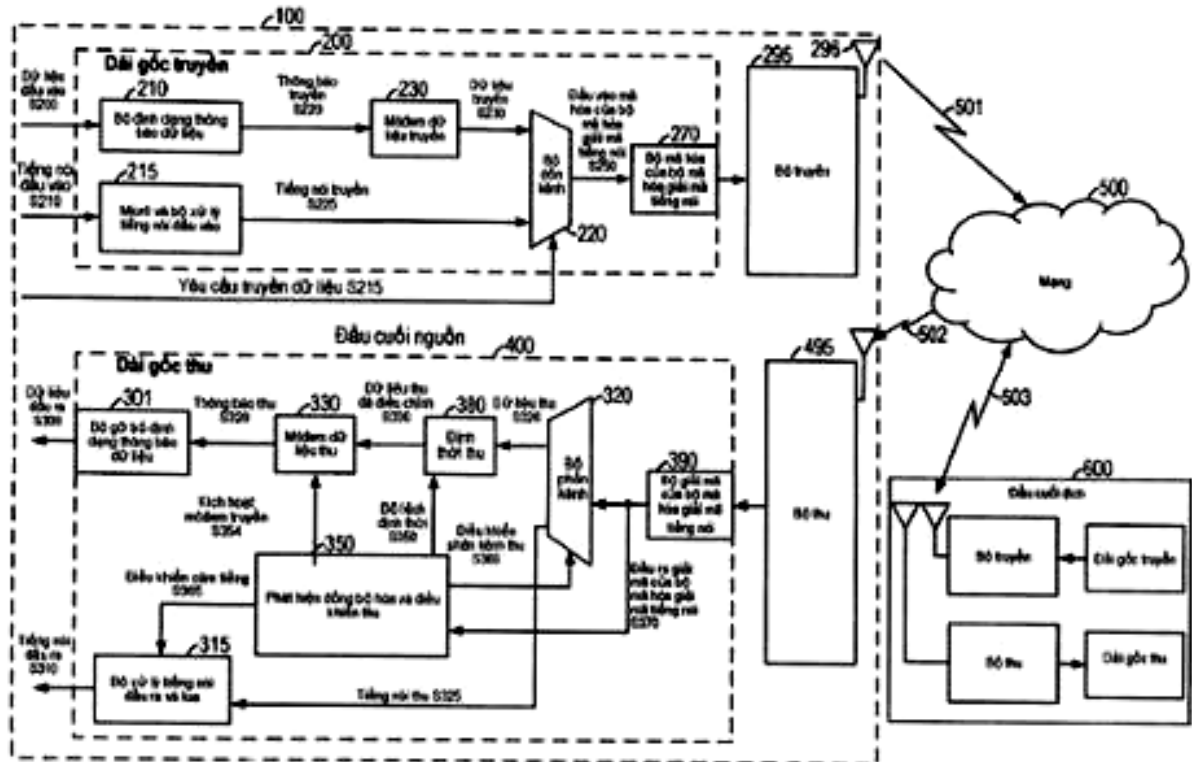 100
200
Dải gốc truyền
Dữ liệu
đầu vào
S200
210
Bộ định dạng thông
báo dữ liệu
Thông báo
truyền
S220
230
Môđem dữ
liệu truyền
Dữ liệu
truyền
S230
Đầu vào mã
hóa của bộ
mã hóa
giải mã
tiếng nói
S250
270
Bộ mã hóa
của bộ mã
hóa giải mã
tiếng nói
295
296
Bộ truyền
501
Tiếng nói
đầu vào
S210
215
Micrô và bộ xử lý
tiếng nói đầu vào
Tiếng nói truyền
S225
Bộ
dồn
kênh
220
Yêu cầu truyền dữ liệu S215
500
Mạng
502
503
Đầu cuối nguồn
400
Dải gốc thu
495
Bộ thu
Dữ liệu
đầu ra
S300
301
Bộ gỡ bỏ định
dạng thông báo
dữ liệu
Thông báo thu
S320
330
Môđem dữ
liệu thu
Dữ liệu thu
đã điều chỉnh
S330
380
Định
thời thu
Dữ liệu thu
S326
320
Bộ
phân
kênh
390
Bộ giải mã
của bộ mã
hóa giải mã
tiếng nói
Kích hoạt
môđem truyền
S354
350
Độ lệch
định thời
S350
Điều khiển
phân kênh thu
S360
Điều khiển câm tiếng
S365
Phát hiện đồng bộ hóa và điều
khiển thu
Đầu ra giải
mã của bộ
mã hóa giải
mã tiếng nói
S370
Tiếng nói
đầu ra
S310
315
Bộ xử lý tiếng nói
đầu ra và loa
Tiếng nói thu S325
600
Đầu cuối đích
Bộ truyền
Dải gốc truyền
Bộ thu
Dải gốc thu